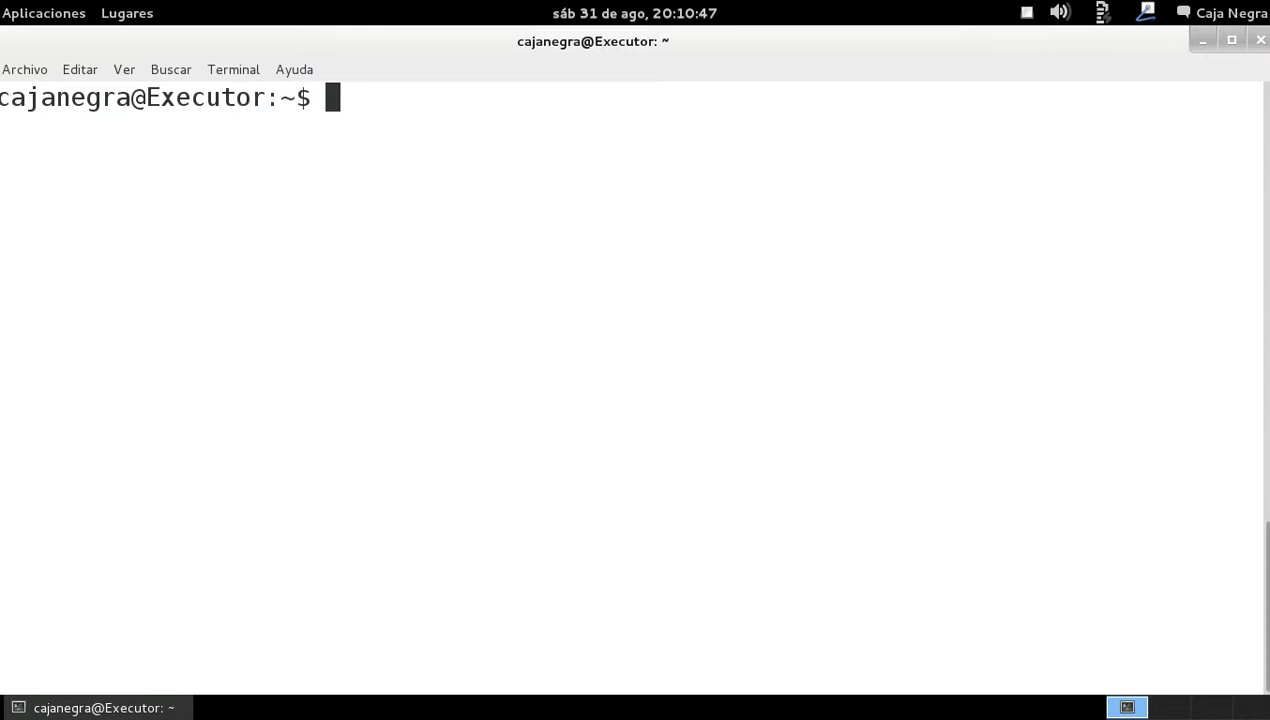 Aplicaciones Lugares sáb 31 de ago, 20:10:47 Caja Negra
cajanegra@Executor: ~
Archivo Editar Ver Buscar Terminal Ayuda
cajanegra@Executor:~$
cajanegra@Executor: ~